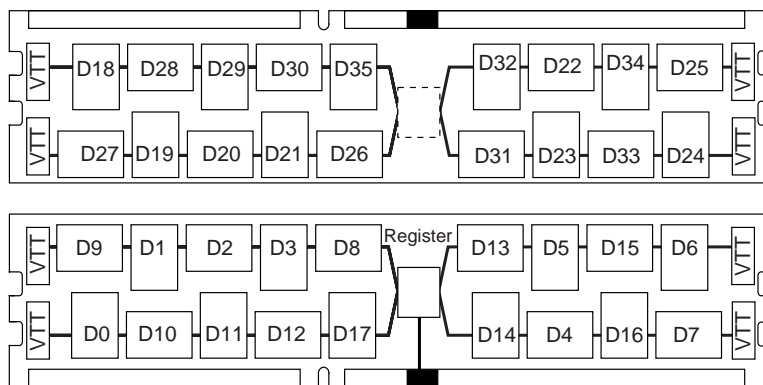 VTT D18 D28 D29 D30 D35 D32 D22 D34 D25 VTT
VTT D27 D19 D20 D21 D26 D31 D23 D33 D24 VTT
Register
VTT D9 D1 D2 D3 D8 D13 D5 D15 D6 VTT
VTT D0 D10 D11 D12 D17 D14 D4 D16 D7 VTT